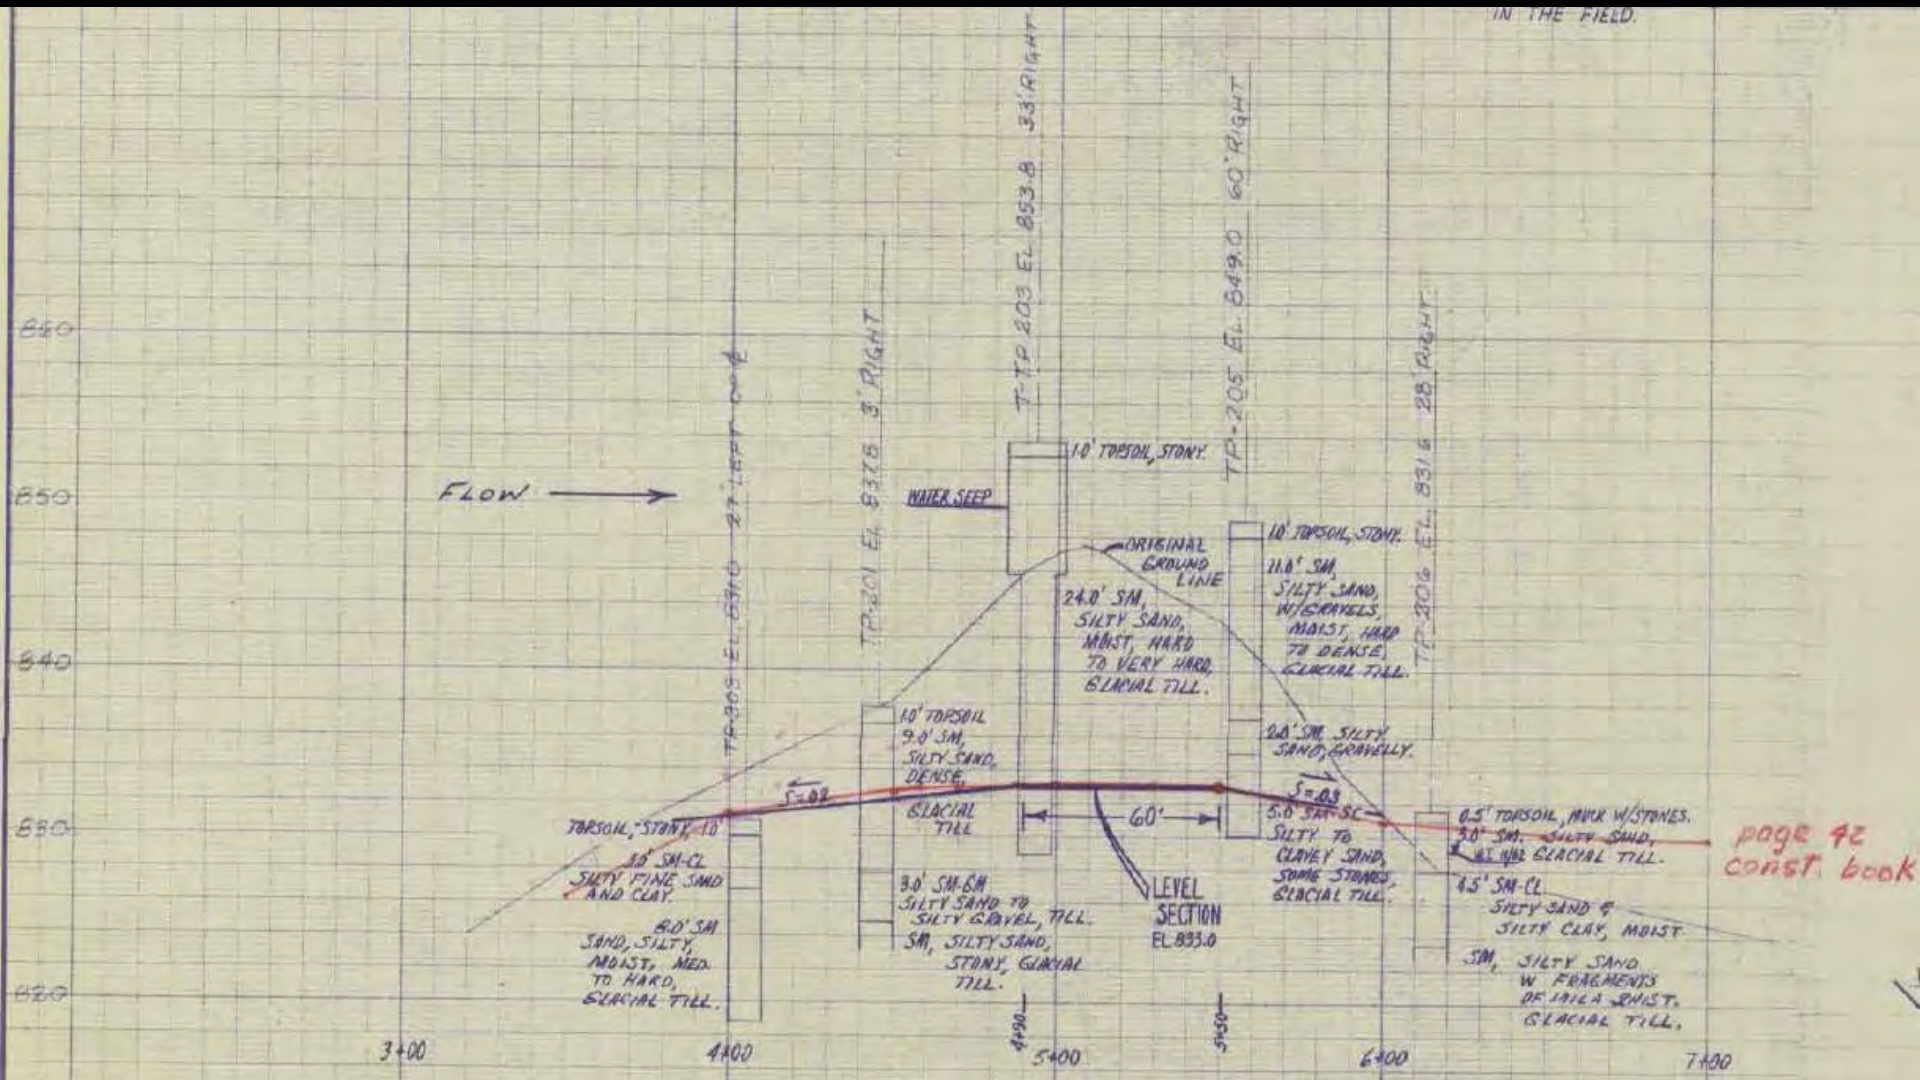 IN THE FIELD.
860
850
840
830
820
FLOW
TP-201 EL 837.8 3' RIGHT
T-TP 203 EL 853.8 33' RIGHT
TP-205 EL 849.0 60' RIGHT
TP-206 EL. 831.6 28' RIGHT
WATER SEEP
1.0' TOPSOIL, STONY.
ORIGINAL
GROUND
LINE
24.0' SM,
SILTY SAND,
MOIST, HARD
TO VERY HARD,
GLACIAL TILL.
1.0' TOPSOIL, STONY.
11.0' SM,
SILTY SAND,
W/GRAVELS,
MOIST, HARD
TO DENSE,
GLACIAL TILL.
2.0' SM, SILTY
SAND, GRAVELLY.
5.0' SM-SC
SILTY TO
CLAYEY SAND,
SOME STONES,
GLACIAL TILL.
1.0' TOPSOIL
9.0' SM,
SILTY SAND,
DENSE,
GLACIAL
TILL
3.0' SM-GM
SILTY SAND TO
SILTY GRAVEL, TILL.
SM, SILTY SAND,
STONY, GLACIAL
TILL.
TOPSOIL, STONY, 1.0'
SM-CL
SILTY FINE SAND
AND CLAY.
8.0' SM
SAND, SILTY,
MOIST, MED.
TO HARD,
GLACIAL TILL.
S=.02
60'
S=.03
LEVEL
SECTION
EL 833.0
0.5' TOPSOIL, MUCK W/STONES.
3.0' SM. SILTY SAND,
GLACIAL TILL.
4.5' SM-CL
SILTY SAND &
SILTY CLAY, MOIST.
SM, SILTY SAND
W FRAGMENTS
OF MICA SHIST.
GLACIAL TILL.
page 42
const. book
3+00
4+00
4+90
5+00
5+50
6+00
7+00